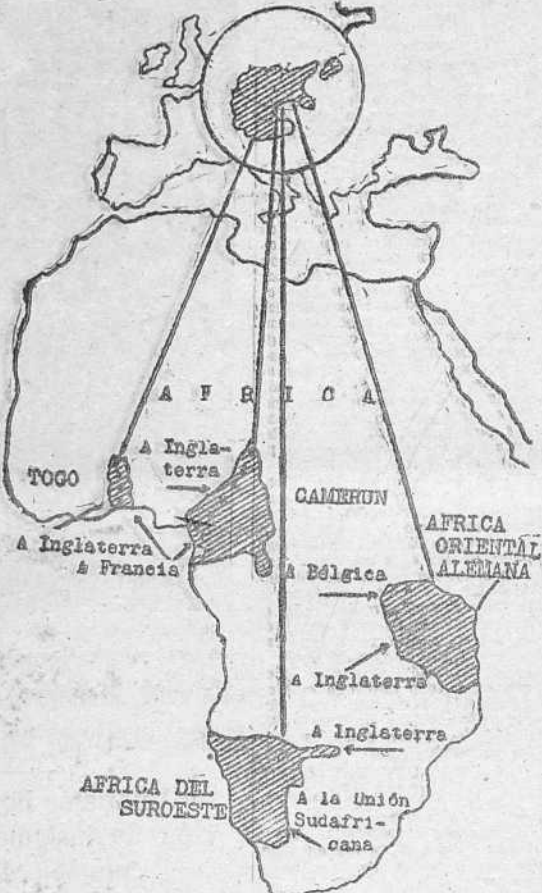 A F R I C A
A Ingla-
terra
TOGO
CAMERUN
A Inglaterra
A Francia
AFRICA
ORIENTAL
ALEMANA
A Bélgica
A Inglaterra
A Inglaterra
AFRICA DEL
SUROESTE
A la Unión
Sudafri-
cana